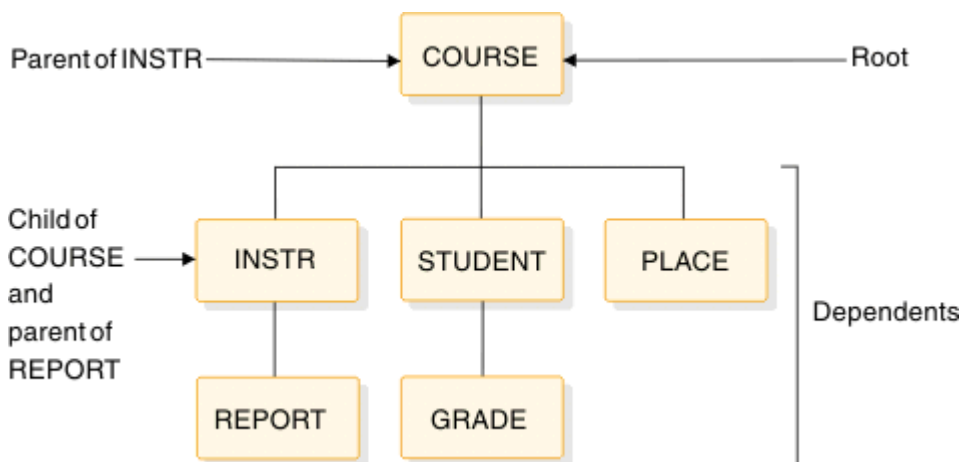 Parent of INSTR
COURSE
Root
Child of
COURSE
and
parent of
REPORT
INSTR
STUDENT
PLACE
Dependents
REPORT
GRADE